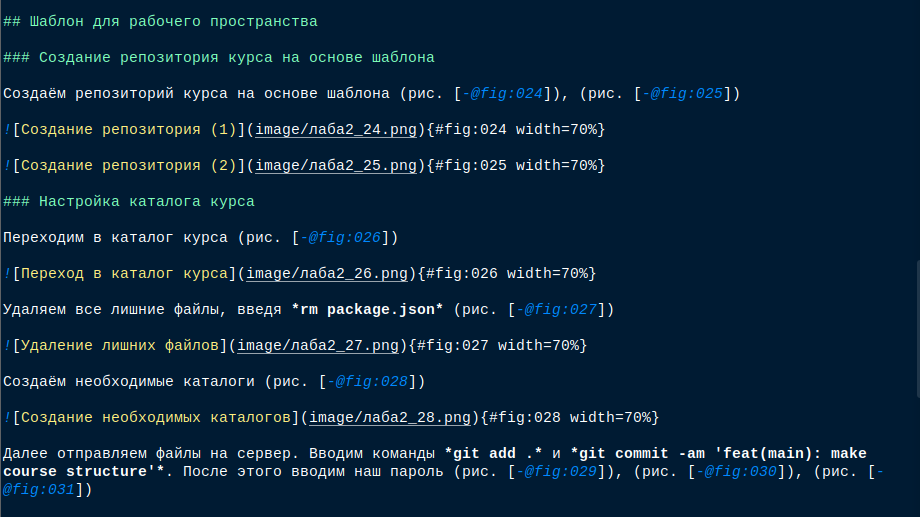 ## Шаблон для рабочего пространства
### Создание репозитория курса на основе шаблона
Создаём репозиторий курса на основе шаблона (рис. [-@fig:024]), (рис. [-@fig:025])
![Создание репозитория (1)](image/лаба2_24.png){#fig:024 width=70%}
![Создание репозитория (2)](image/лаба2_25.png){#fig:025 width=70%}
### Настройка каталога курса
Переходим в каталог курса (рис. [-@fig:026])
![Переход в каталог курса](image/лаба2_26.png){#fig:026 width=70%}
Удаляем все лишние файлы, введя *rm package.json* (рис. [-@fig:027])
![Удаление лишних файлов](image/лаба2_27.png){#fig:027 width=70%}
Создаём необходимые каталоги (рис. [-@fig:028])
![Создание необходимых каталогов](image/лаба2_28.png){#fig:028 width=70%}
Далее отправляем файлы на сервер. Вводим команды *git add .* и *git commit -am 'feat(main): make
course structure'*. После этого вводим наш пароль (рис. [-@fig:029]), (рис. [-@fig:030]), (рис. [-
@fig:031])